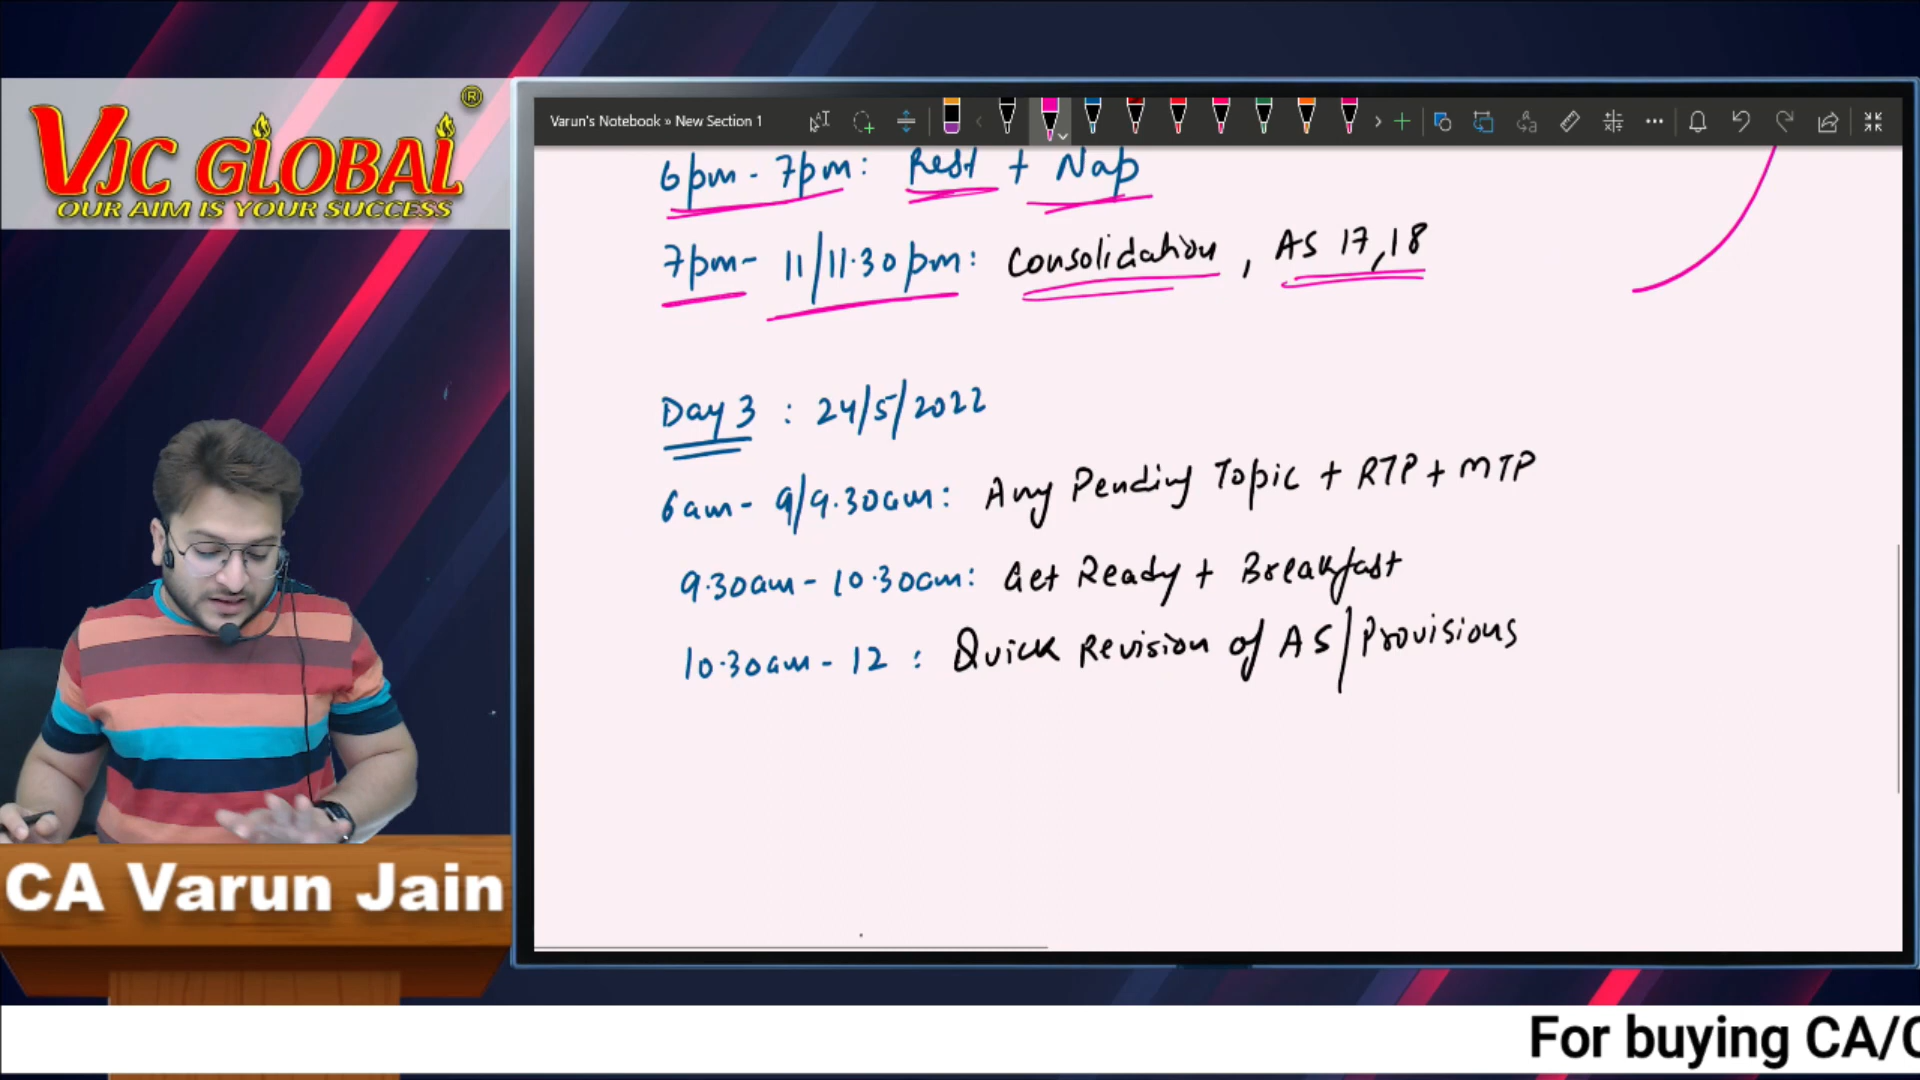 VJC GLOBAL ®
OUR AIM IS YOUR SUCCESS
Varun's Notebook » New Section 1
6pm - 7pm : Rest + Nap
7pm - 11/11.30pm : Consolidation , AS 17,18
Day 3 : 24/5/2022
6am - 9/9.30am : Any Pending Topic + RTP + MTP
9.30am - 10.30am : Get Ready + Breakfast
10.30am - 12 : Quick Revision of AS/Provisions
CA Varun Jain
For buying CA/C